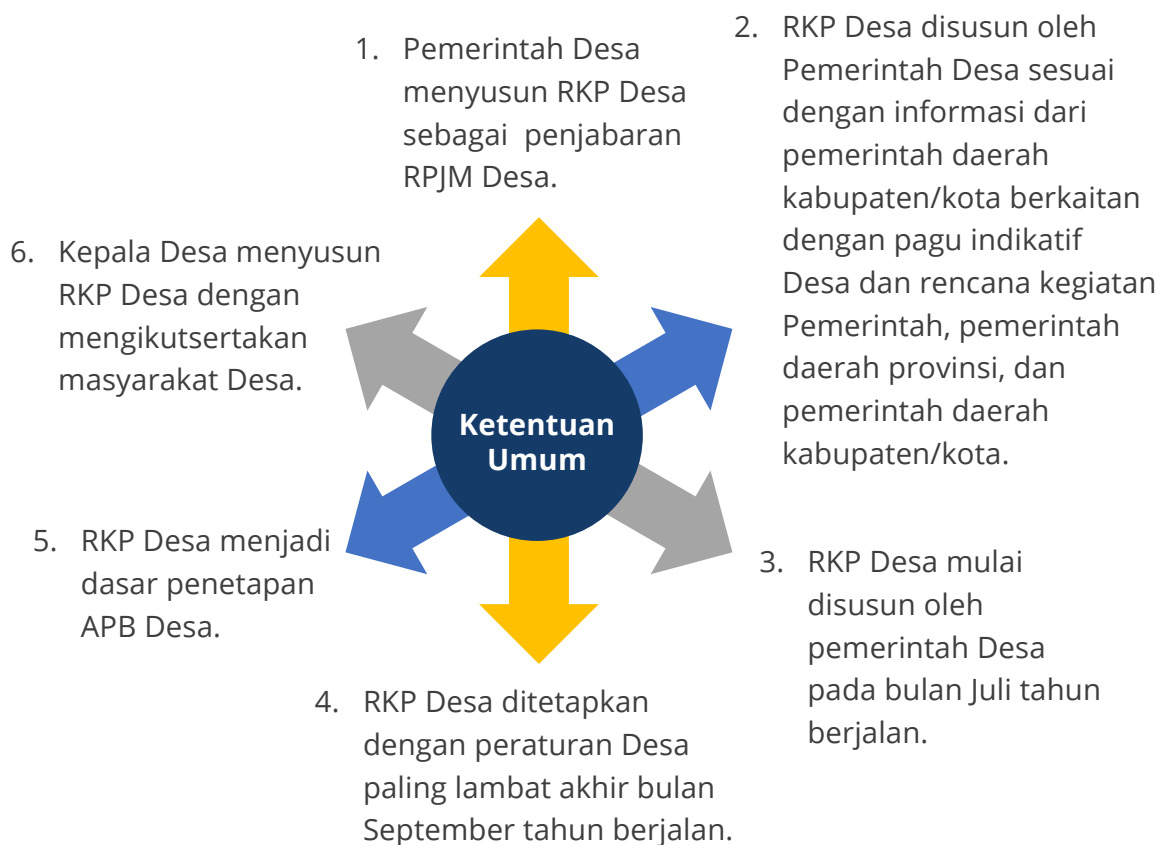 1. Pemerintah Desa
menyusun RKP Desa
sebagai penjabaran
RPJM Desa.
2. RKP Desa disusun oleh
Pemerintah Desa sesuai
dengan informasi dari
pemerintah daerah
kabupaten/kota berkaitan
dengan pagu indikatif
Desa dan rencana kegiatan
Pemerintah, pemerintah
daerah provinsi, dan
pemerintah daerah
kabupaten/kota.
3. RKP Desa mulai
disusun oleh
pemerintah Desa
pada bulan Juli tahun
berjalan.
4. RKP Desa ditetapkan
dengan peraturan Desa
paling lambat akhir bulan
September tahun berjalan.
5. RKP Desa menjadi
dasar penetapan
APB Desa.
6. Kepala Desa menyusun
RKP Desa dengan
mengikutsertakan
masyarakat Desa.
Ketentuan
Umum